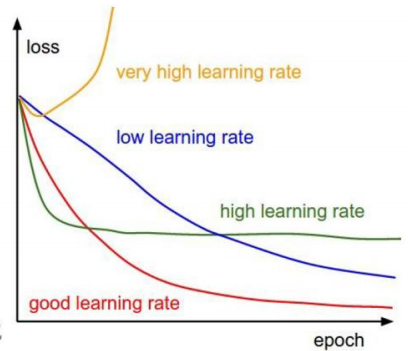 loss
very high learning rate
low learning rate
high learning rate
good learning rate
epoch